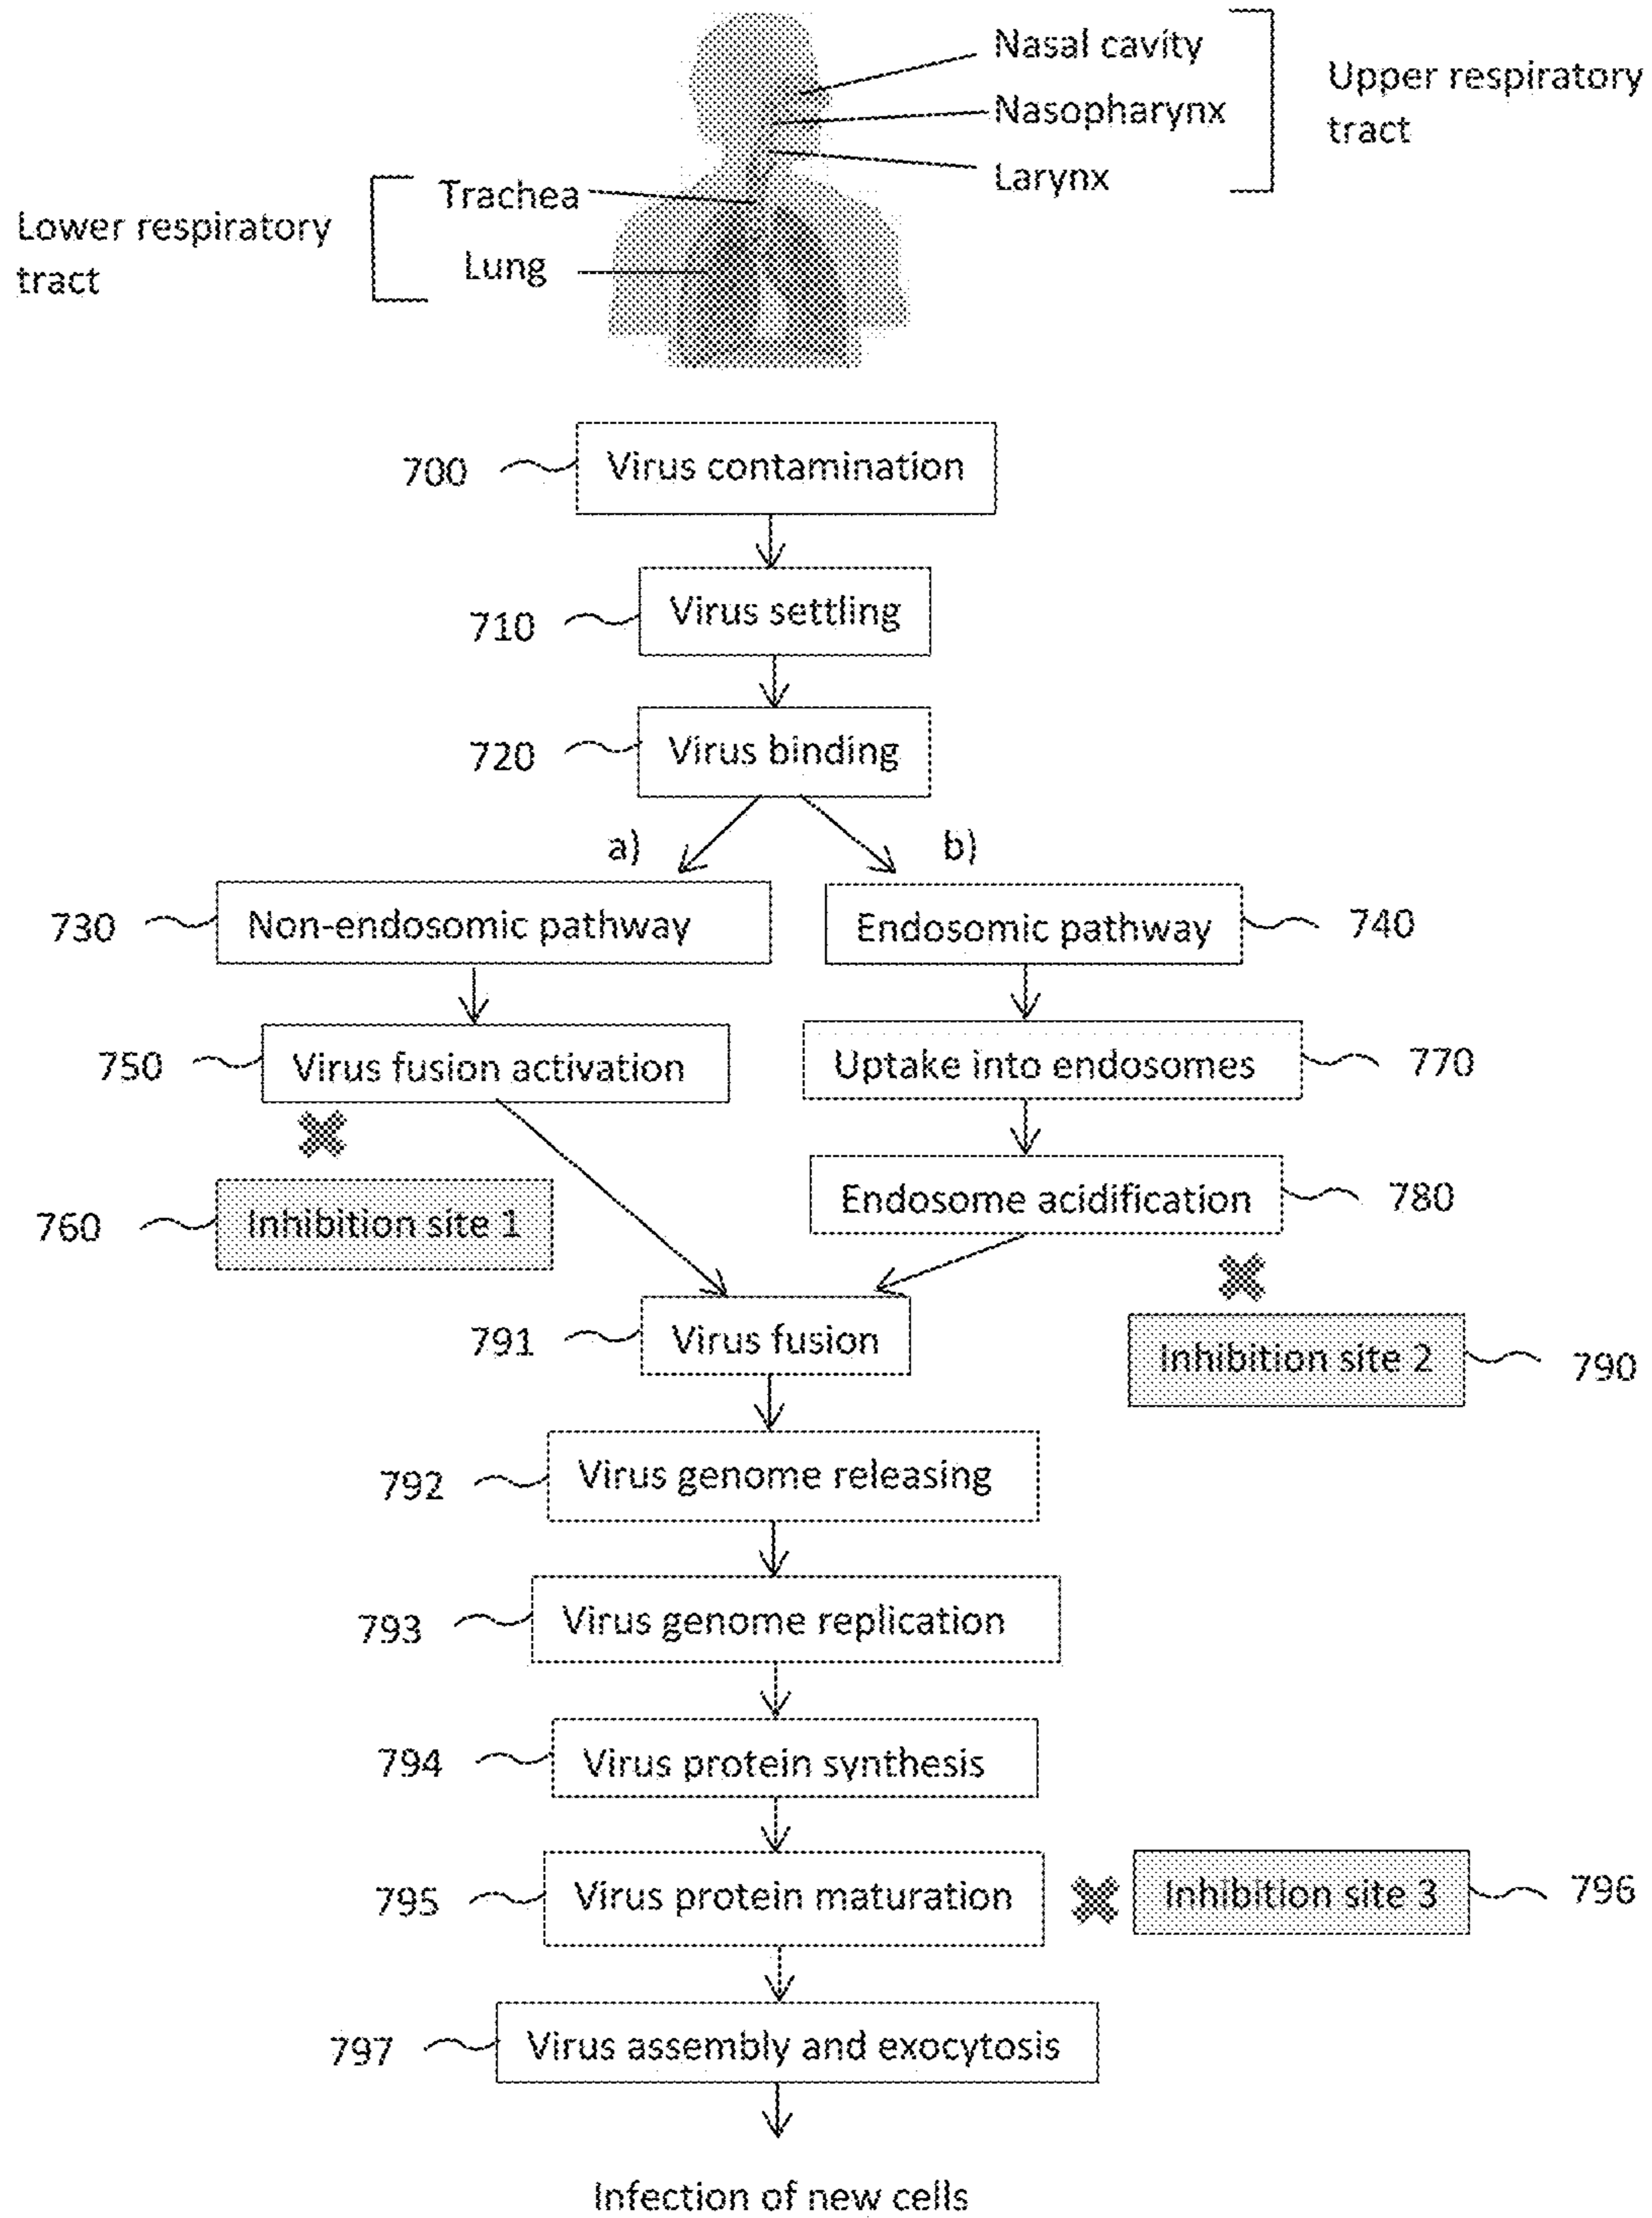 Nasal cavity
Nasopharynx
Larynx
Upper respiratory
tract
Trachea
Lung
Lower respiratory
tract
700
Virus contamination
710
Virus settling
720
Virus binding
a)
b)
730
Non-endosomic pathway
Endosomic pathway
740
750
Virus fusion activation
Uptake into endosomes
770
760
Inhibition site 1
Endosome acidification
780
791
Virus fusion
Inhibition site 2
790
792
Virus genome releasing
793
Virus genome replication
794
Virus protein synthesis
795
Virus protein maturation
Inhibition site 3
796
797
Virus assembly and exocytosis
Infection of new cells